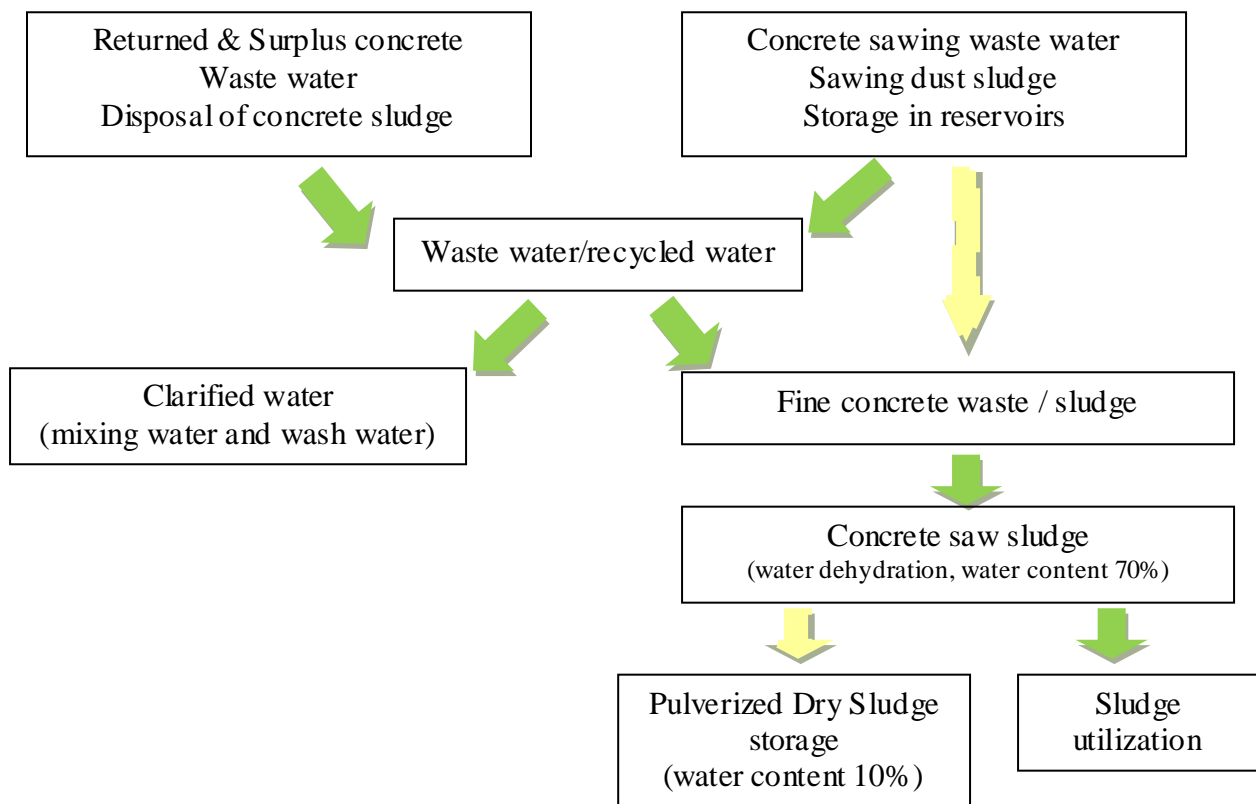 Returned & Surplus concrete
Waste water
Disposal of concrete sludge
Concrete sawing waste water
Sawing dust sludge
Storage in reservoirs
Waste water/recycled water
Clarified water
(mixing water and wash water)
Fine concrete waste / sludge
Concrete saw sludge
(water dehydration, water content 70%)
Pulverized Dry Sludge
storage
(water content 10%)
Sludge
utilization